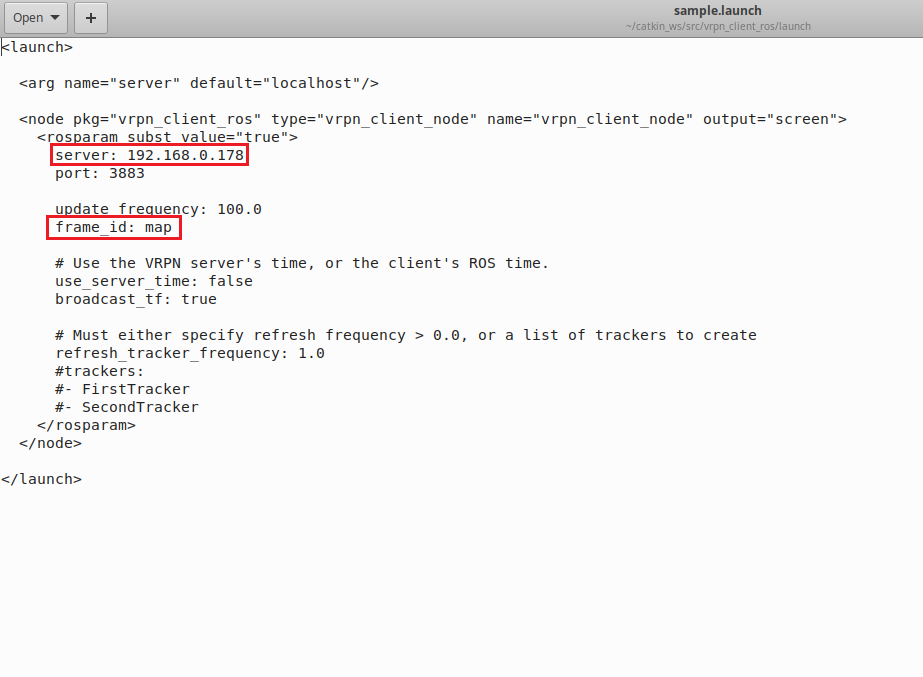 Open
+
sample.launch
~/catkin_ws/src/vrpn_client_ros/launch
<launch>
<arg name="server" default="localhost"/>
<node pkg="vrpn_client_ros" type="vrpn_client_node" name="vrpn_client_node" output="screen">
<rosparam subst_value="true">
server: 192.168.0.178
port: 3883
update_frequency: 100.0
frame_id: map
# Use the VRPN server's time, or the client's ROS time.
use_server_time: false
broadcast_tf: true
# Must either specify refresh frequency > 0.0, or a list of trackers to create
refresh_tracker_frequency: 1.0
#trackers:
#- FirstTracker
#- SecondTracker
</rosparam>
</node>
</launch>